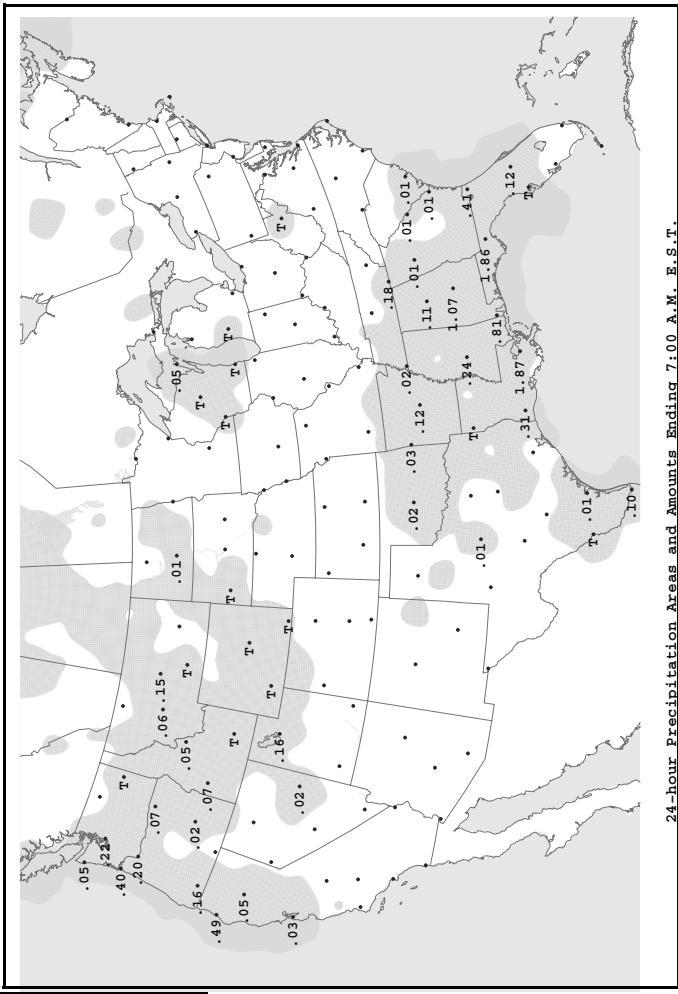 .05
.22
.40
T
.20
.07
.06 .15
.01
.05
.05
T
.02
.16
T
.07
.49
T
T
T
T
T
.05
T
T
.16
T
T
.03
.02
.18
.02
.01
.01
.03
.02
.01
.12
.11
.01
1.07
.41
.24
T
.01
1.86
.81
.12
1.87
.31
T
.01
T
.10
24-hour Precipitation Areas and Amounts Ending 7:00 A.M. E.S.T.